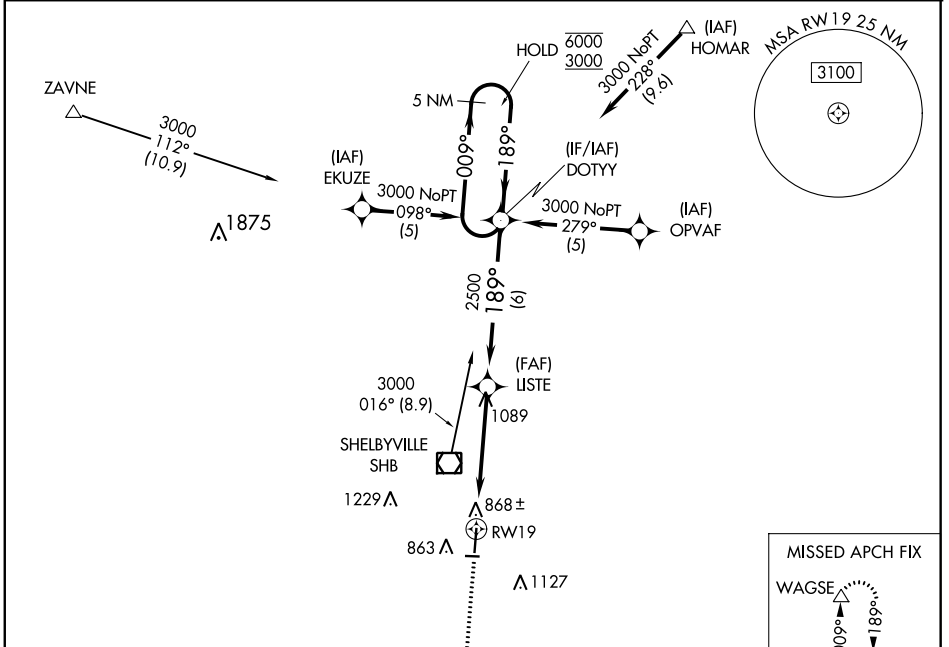 MSA RW19 25 NM
3100
(IAF)
HOMAR
3000 NoPT
228°
(9.6)
HOLD
6000
3000
5 NM
009°
189°
ZAVNE
3000
112°
(10.9)
(IAF)
EKUZE
3000 NoPT
098°
(5)
(IF/IAF)
DOTYY
3000 NoPT
279°
(5)
(IAF)
OPVAF
1875
2500
189°
(6)
(FAF)
LISTE
3000
016° (8.9)
1089
SHELBYVILLE
SHB
1229
868±
RW19
863
1127
MISSED APCH FIX
WAGSE
009°
189°